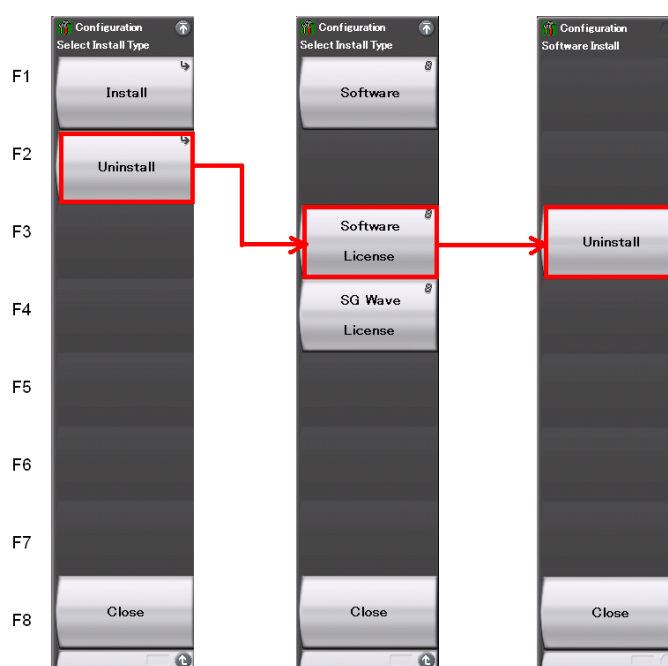 Configuration
Select Install Type
Configuration
Select Install Type
Configuration
Software Install
F1
Install
Software
F2
Uninstall
F3
Software
License
Uninstall
F4
SG Wave
License
F5
F6
F7
F8
Close
Close
Close